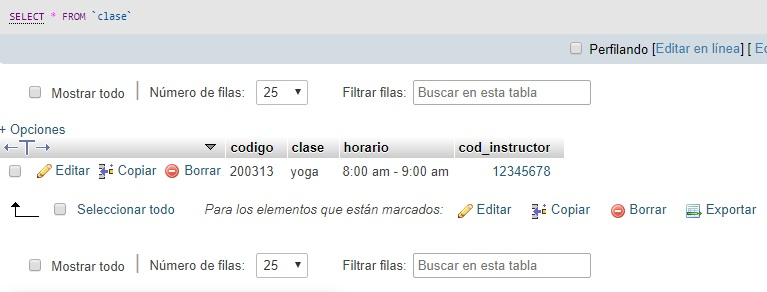 SELECT * FROM `clase`
Perfilando [Editar en línea] [
Mostrar todo | Número de filas: 25 Filtrar filas: Buscar en esta tabla
+ Opciones
←T→ codigo clase horario cod_instructor
Editar Copiar Borrar 200313 yoga 8:00 am - 9:00 am 12345678
Seleccionar todo Para los elementos que están marcados: Editar Copiar Borrar Exportar
Mostrar todo | Número de filas: 25 Filtrar filas: Buscar en esta tabla